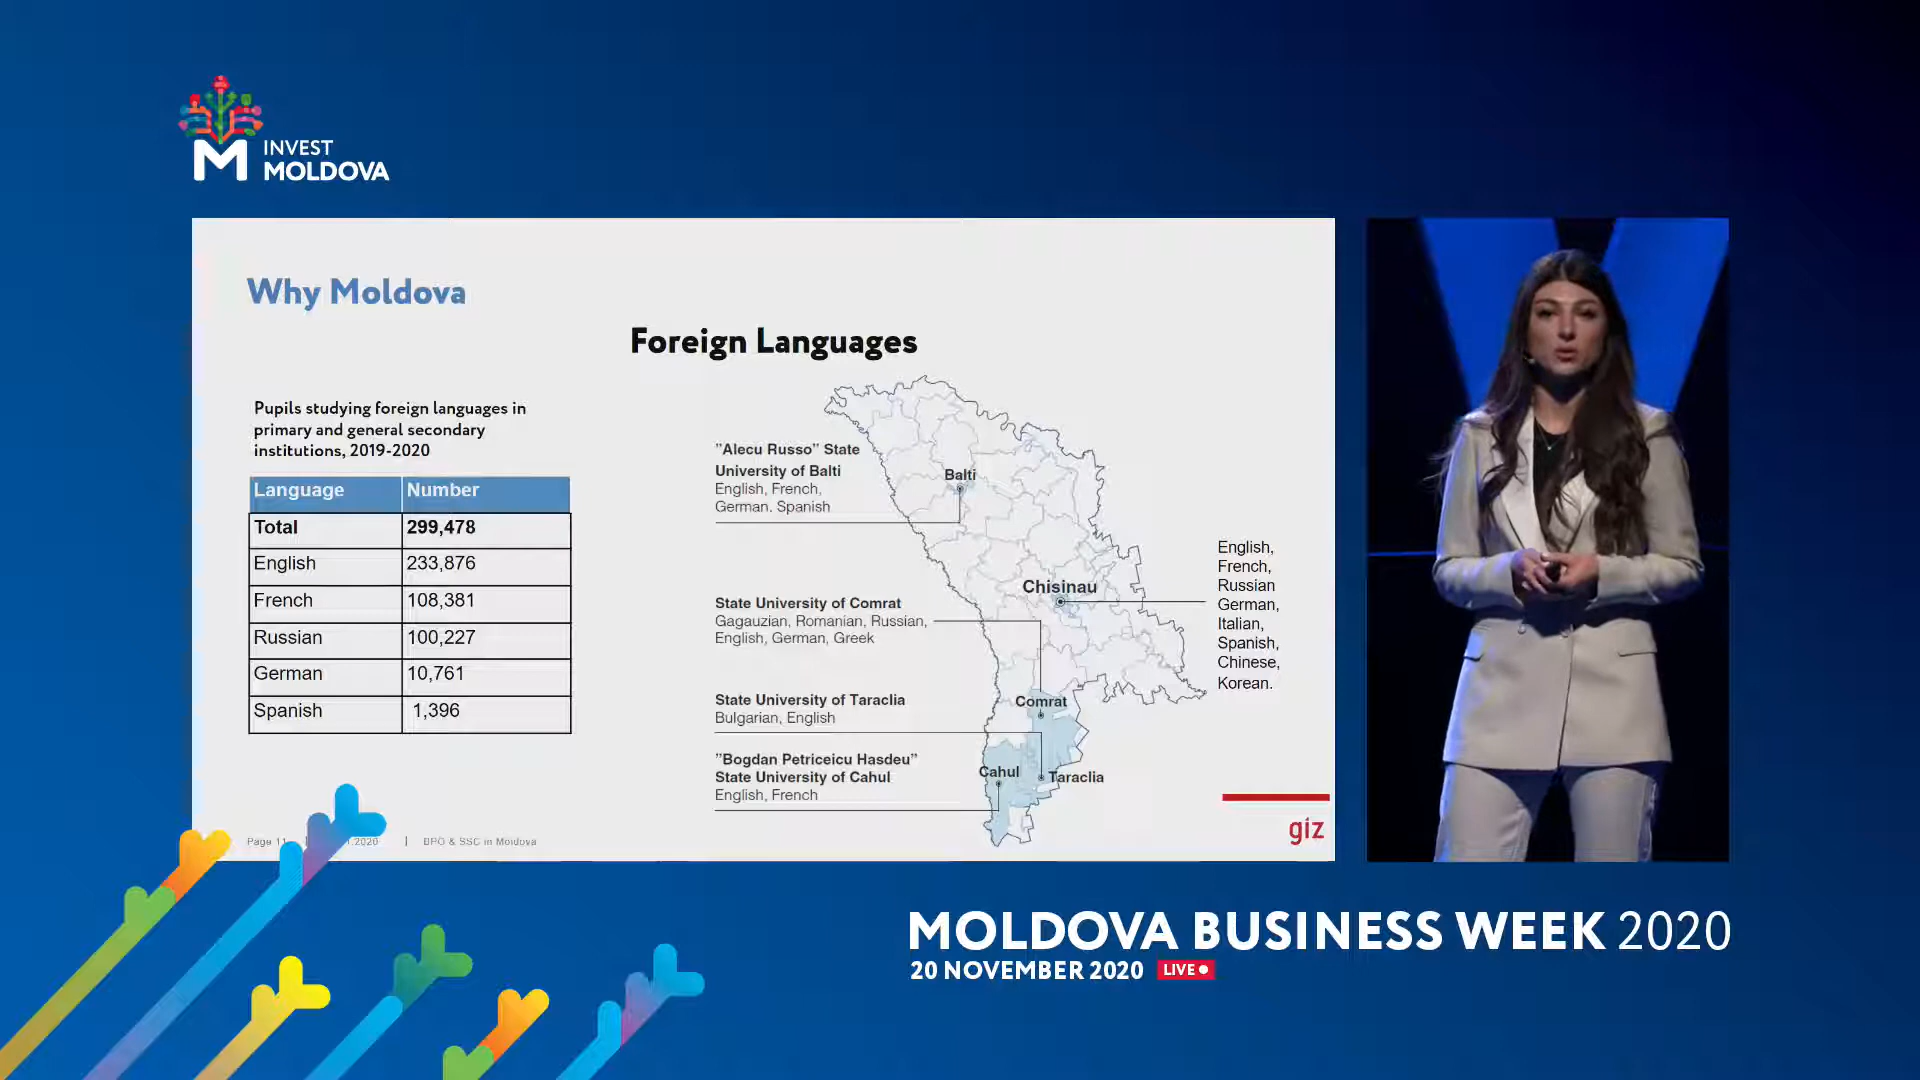 INVEST
MOLDOVA
Why Moldova
Foreign Languages
Pupils studying foreign languages in
primary and general secondary
institutions, 2019-2020
Language Number
Total 299,478
English 233,876
French 108,381
Russian 100,227
German 10,761
Spanish 1,396
"Alecu Russo" State
University of Balti
English, French,
German, Spanish
State University of Comrat
Gagauzian, Romanian, Russian,
English, German, Greek
State University of Taraclia
Bulgarian, English
"Bogdan Petriceicu Hasdeu"
State University of Cahul
English, French
Balti
Chisinau
Comrat
Cahul
Taraclia
English,
French,
Russian
German,
Italian,
Spanish,
Chinese,
Korean.
giz
Page 11 | .2020 | BPO & SSC in Moldova
MOLDOVA BUSINESS WEEK 2020
20 NOVEMBER 2020 LIVE